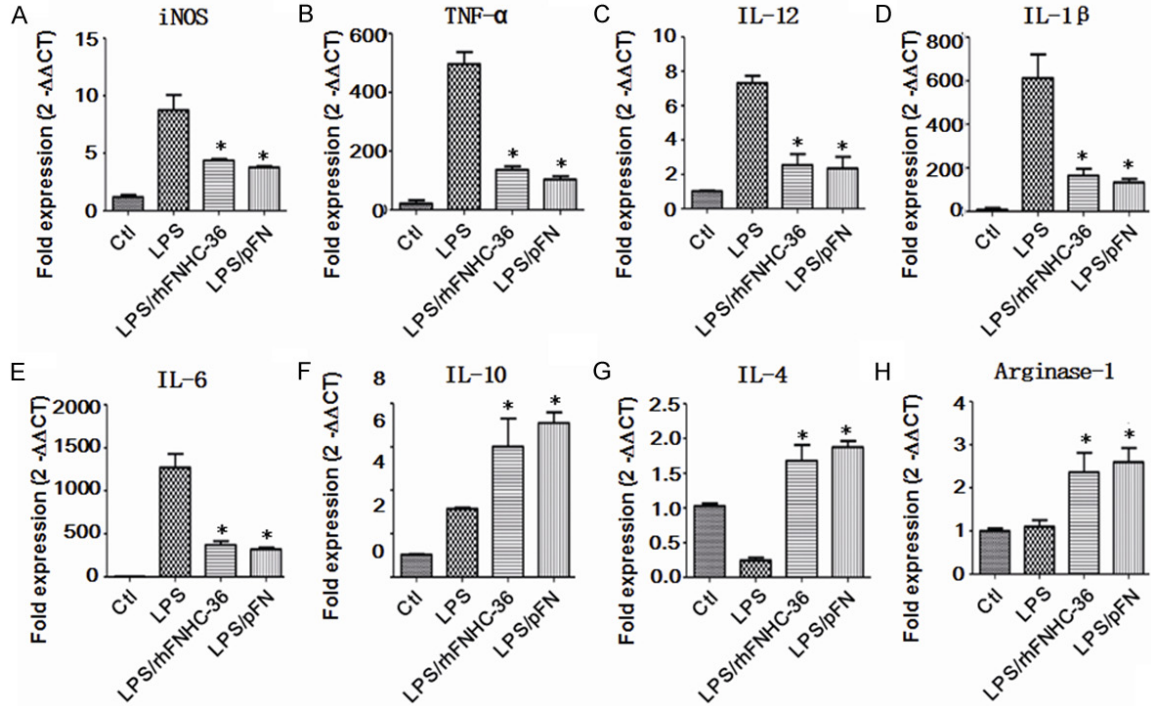 A
iNOS
Fold expression (2 -ΔΔCT)
15
10
5
0
*
*
Ctl
LPS
LPS/rhFNHC-36
LPS/pFN
B
TNF-α
Fold expression (2 -ΔΔCT)
600
400
200
0
*
*
Ctl
LPS
LPS/rhFNHC-36
LPS/pFN
C
IL-12
Fold expression (2 -ΔΔCT)
10
8
6
4
2
0
*
*
Ctl
LPS
LPS/rhFNHC-36
LPS/pFN
D
IL-1β
Fold expression (2 -ΔΔCT)
800
600
400
200
0
*
*
Ctl
LPS
LPS/rhFNHC-36
LPS/pFN
E
IL-6
Fold expression (2 -ΔΔCT)
2000
1500
1000
500
0
*
*
Ctl
LPS
LPS/rhFNHC-36
LPS/pFN
F
IL-10
Fold expression (2 -ΔΔCT)
8
6
4
2
0
*
*
Ctl
LPS
LPS/rhFNHC-36
LPS/pFN
G
IL-4
Fold expression (2 -ΔΔCT)
2.5
2.0
1.5
1.0
0.5
0.0
*
*
Ctl
LPS
LPS/rhFNHC-36
LPS/pFN
H
Arginase-1
Fold expression (2 -ΔΔCT)
4
3
2
1
0
*
*
Ctl
LPS
LPS/rhFNHC-36
LPS/pFN